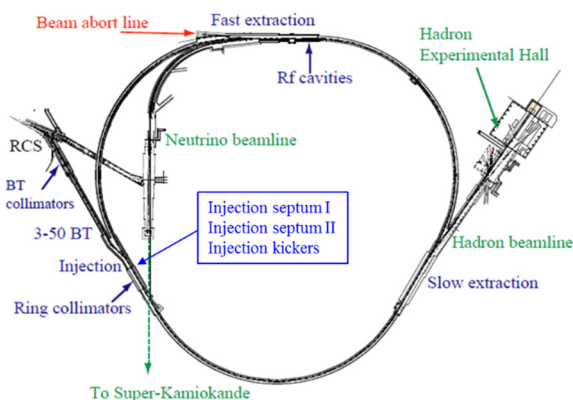 Beam abort line
Fast extraction
Rf cavities
Hadron
Experimental Hall
Neutrino beamline
RCS
BT
collimators
3-50 BT
Injection
Ring collimators
Injection septum I
Injection septum II
Injection kickers
Hadron beamline
Slow extraction
To Super-Kamiokande